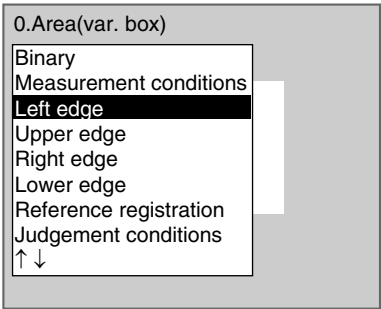 0.Area(var. box)
Binary
Measurement conditions
Left edge
Upper edge
Right edge
Lower edge
Reference registration
Judgement conditions
↑↓